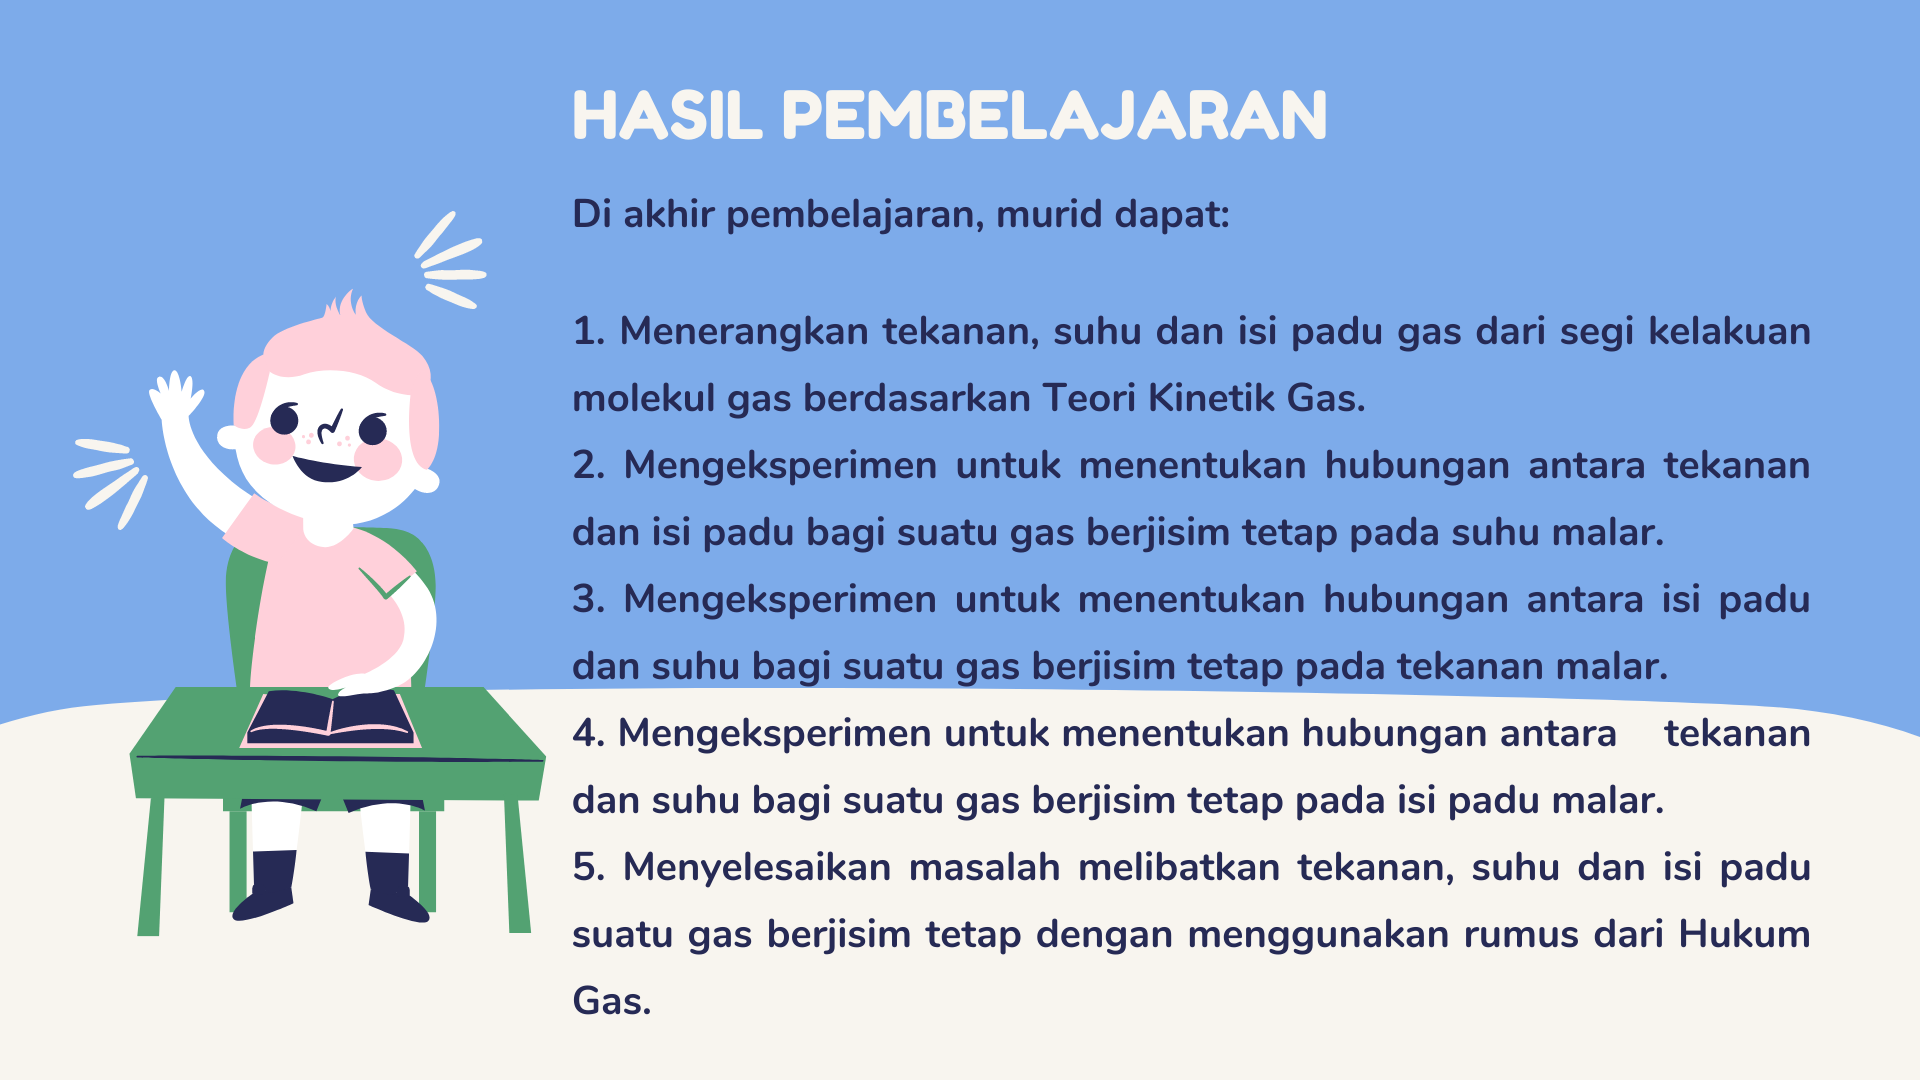 HASIL PEMBELAJARAN
Di akhir pembelajaran, murid dapat:
1. Menerangkan tekanan, suhu dan isi padu gas dari segi kelakuan
molekul gas berdasarkan Teori Kinetik Gas.
2. Mengeksperimen untuk menentukan hubungan antara tekanan
dan isi padu bagi suatu gas berjisim tetap pada suhu malar.
3. Mengeksperimen untuk menentukan hubungan antara isi padu
dan suhu bagi suatu gas berjisim tetap pada tekanan malar.
4. Mengeksperimen untuk menentukan hubungan antara tekanan
dan suhu bagi suatu gas berjisim tetap pada isi padu malar.
5. Menyelesaikan masalah melibatkan tekanan, suhu dan isi padu
suatu gas berjisim tetap dengan menggunakan rumus dari Hukum
Gas.